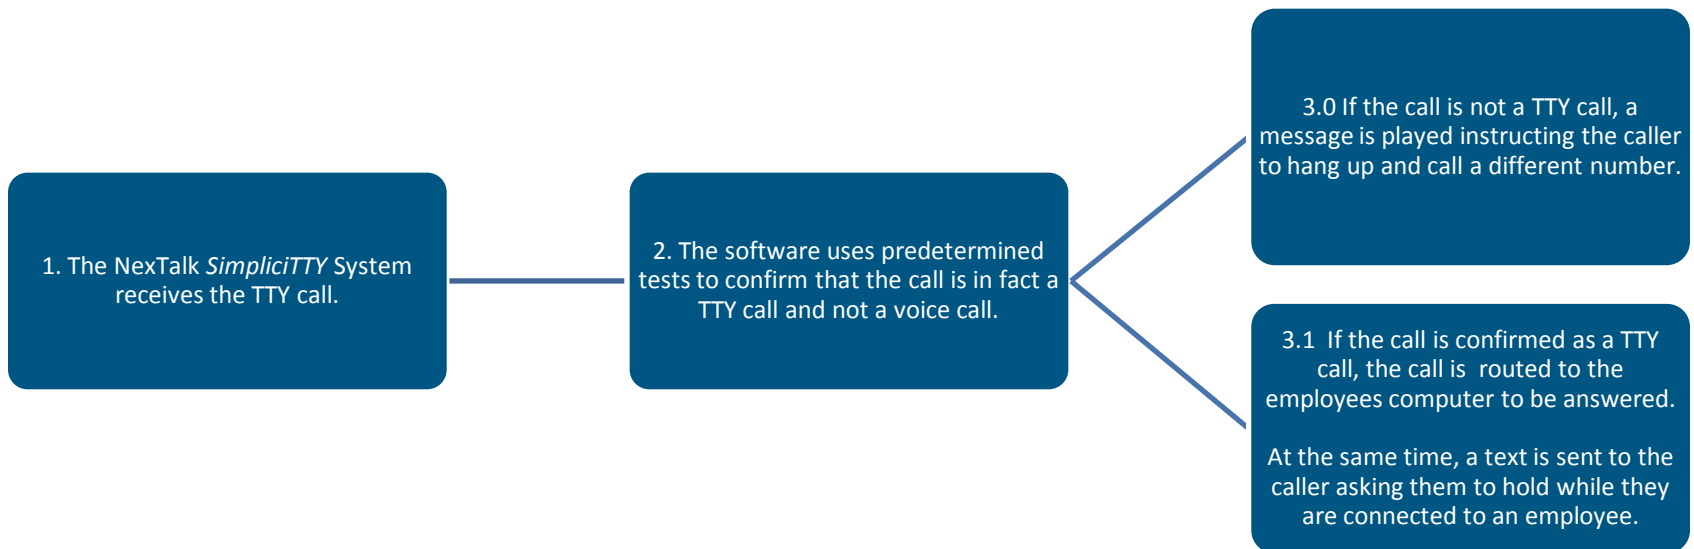 1. The NexTalk SimpliciTTY System
receives the TTY call.
2. The software uses predetermined
tests to confirm that the call is in fact a
TTY call and not a voice call.
3.0 If the call is not a TTY call, a
message is played instructing the caller
to hang up and call a different number.
3.1 If the call is confirmed as a TTY
call, the call is routed to the
employees computer to be answered.
At the same time, a text is sent to the
caller asking them to hold while they
are connected to an employee.